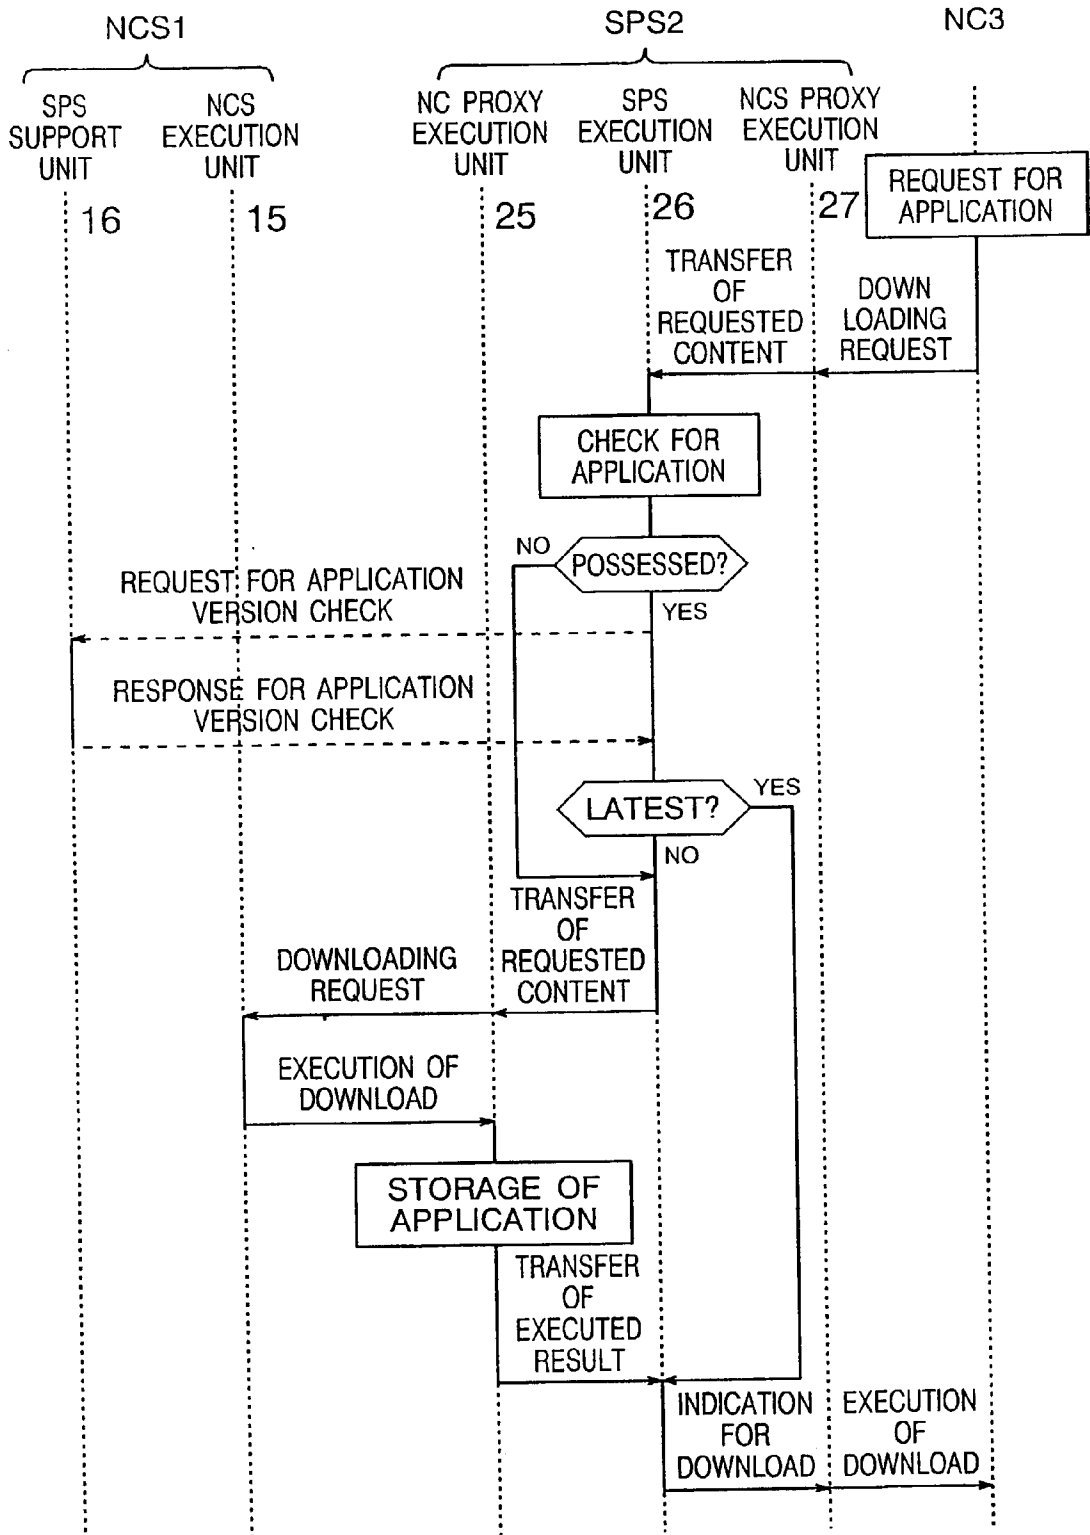 NCS1
SPS2
NC3
SPS
SUPPORT
UNIT
NCS
EXECUTION
UNIT
NC PROXY
EXECUTION
UNIT
SPS
EXECUTION
UNIT
NCS PROXY
EXECUTION
UNIT
16
15
25
26
27
REQUEST FOR
APPLICATION
TRANSFER
OF
REQUESTED
CONTENT
DOWN
LOADING
REQUEST
CHECK FOR
APPLICATION
NO
POSSESSED?
YES
REQUEST FOR APPLICATION
VERSION CHECK
RESPONSE FOR APPLICATION
VERSION CHECK
LATEST?
YES
NO
TRANSFER
OF
REQUESTED
CONTENT
DOWNLOADING
REQUEST
EXECUTION OF
DOWNLOAD
STORAGE OF
APPLICATION
TRANSFER
OF
EXECUTED
RESULT
INDICATION
FOR
DOWNLOAD
EXECUTION
OF
DOWNLOAD